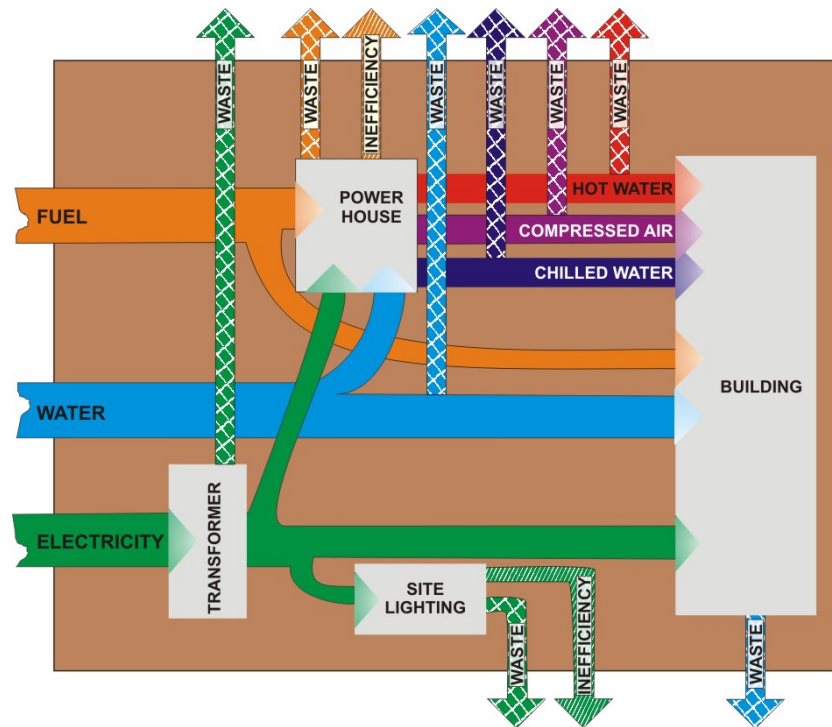 WASTE
WASTE
INEFFICIENCY
WASTE
WASTE
WASTE
WASTE
POWER
HOUSE
HOT WATER
FUEL
COMPRESSED AIR
CHILLED WATER
BUILDING
WATER
TRANSFORMER
ELECTRICITY
SITE
LIGHTING
WASTE
INEFFICIENCY
WASTE